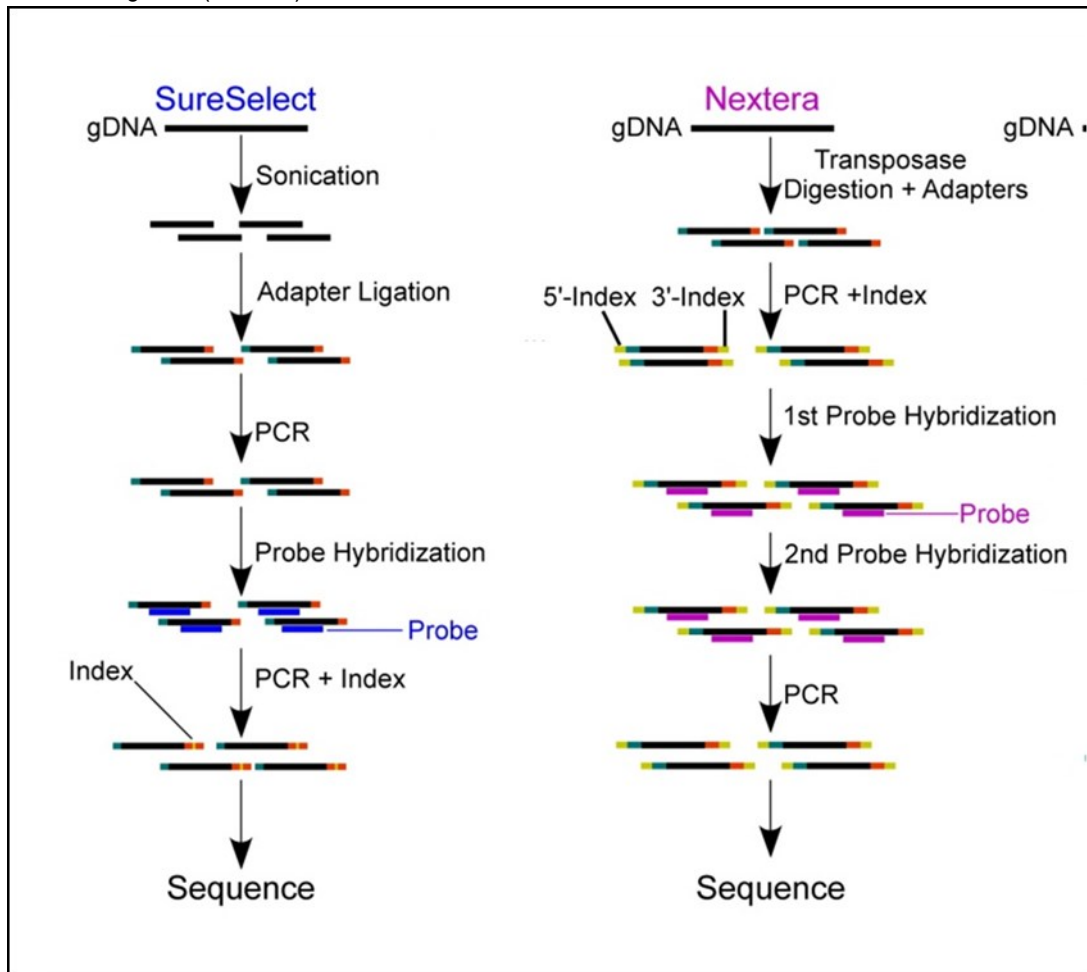 SureSelect
gDNA
Sonication
Adapter Ligation
PCR
Probe Hybridization
Probe
Index
PCR + Index
Sequence
Nextera
gDNA
Transposase
Digestion + Adapters
5'-Index
3'-Index
PCR +Index
1st Probe Hybridization
Probe
2nd Probe Hybridization
PCR
Sequence
gDNA